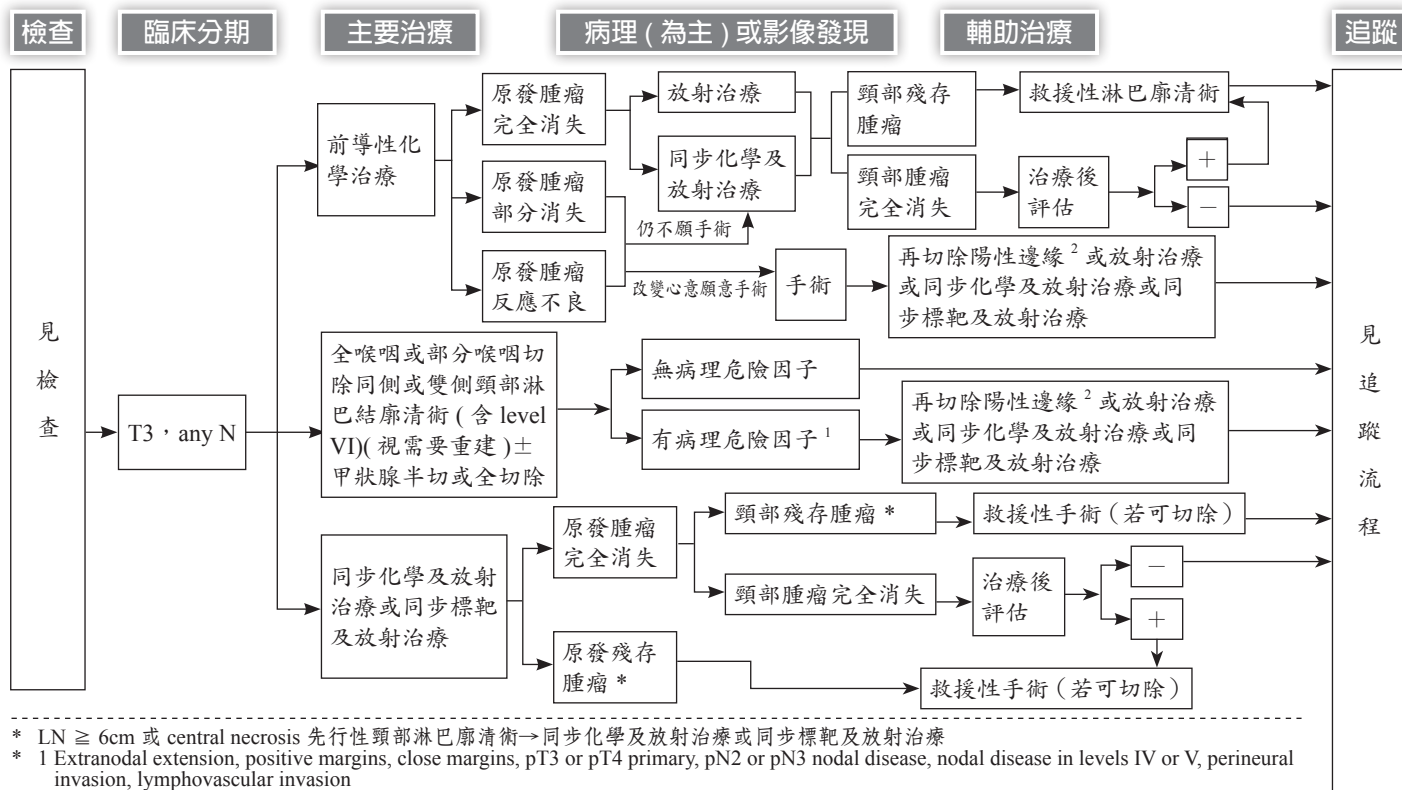 檢查
臨床分期
主要治療
病理 ( 為主 ) 或影像發現
輔助治療
追蹤
見
檢
查
T3，any N
前導性化
學治療
原發腫瘤
完全消失
原發腫瘤
部分消失
原發腫瘤
反應不良
放射治療
同步化學及
放射治療
仍不願手術
改變心意願意手術
手術
頸部殘存
腫瘤
頸部腫瘤
完全消失
救援性淋巴廓清術
治療後
評估
＋
－
再切除陽性邊緣 2 或放射治療
或同步化學及放射治療或同
步標靶及放射治療
全喉咽或部分喉咽切
除同側或雙側頸部淋
巴結廓清術 ( 含 level
VI)( 視需要重建 )±
甲狀腺半切或全切除
無病理危險因子
有病理危險因子 1
再切除陽性邊緣 2 或放射治療
或同步化學及放射治療或同
步標靶及放射治療
同步化學及放射
治療或同步標靶
及放射治療
原發腫瘤
完全消失
原發殘存
腫瘤 *
頸部殘存腫瘤 *
救援性手術（若可切除）
頸部腫瘤完全消失
治療後
評估
－
＋
救援性手術（若可切除）
見
追
蹤
流
程
* LN ≧ 6cm 或 central necrosis 先行性頸部淋巴廓清術→同步化學及放射治療或同步標靶及放射治療
* 1 Extranodal extension, positive margins, close margins, pT3 or pT4 primary, pN2 or pN3 nodal disease, nodal disease in levels IV or V, perineural
invasion, lymphovascular invasion